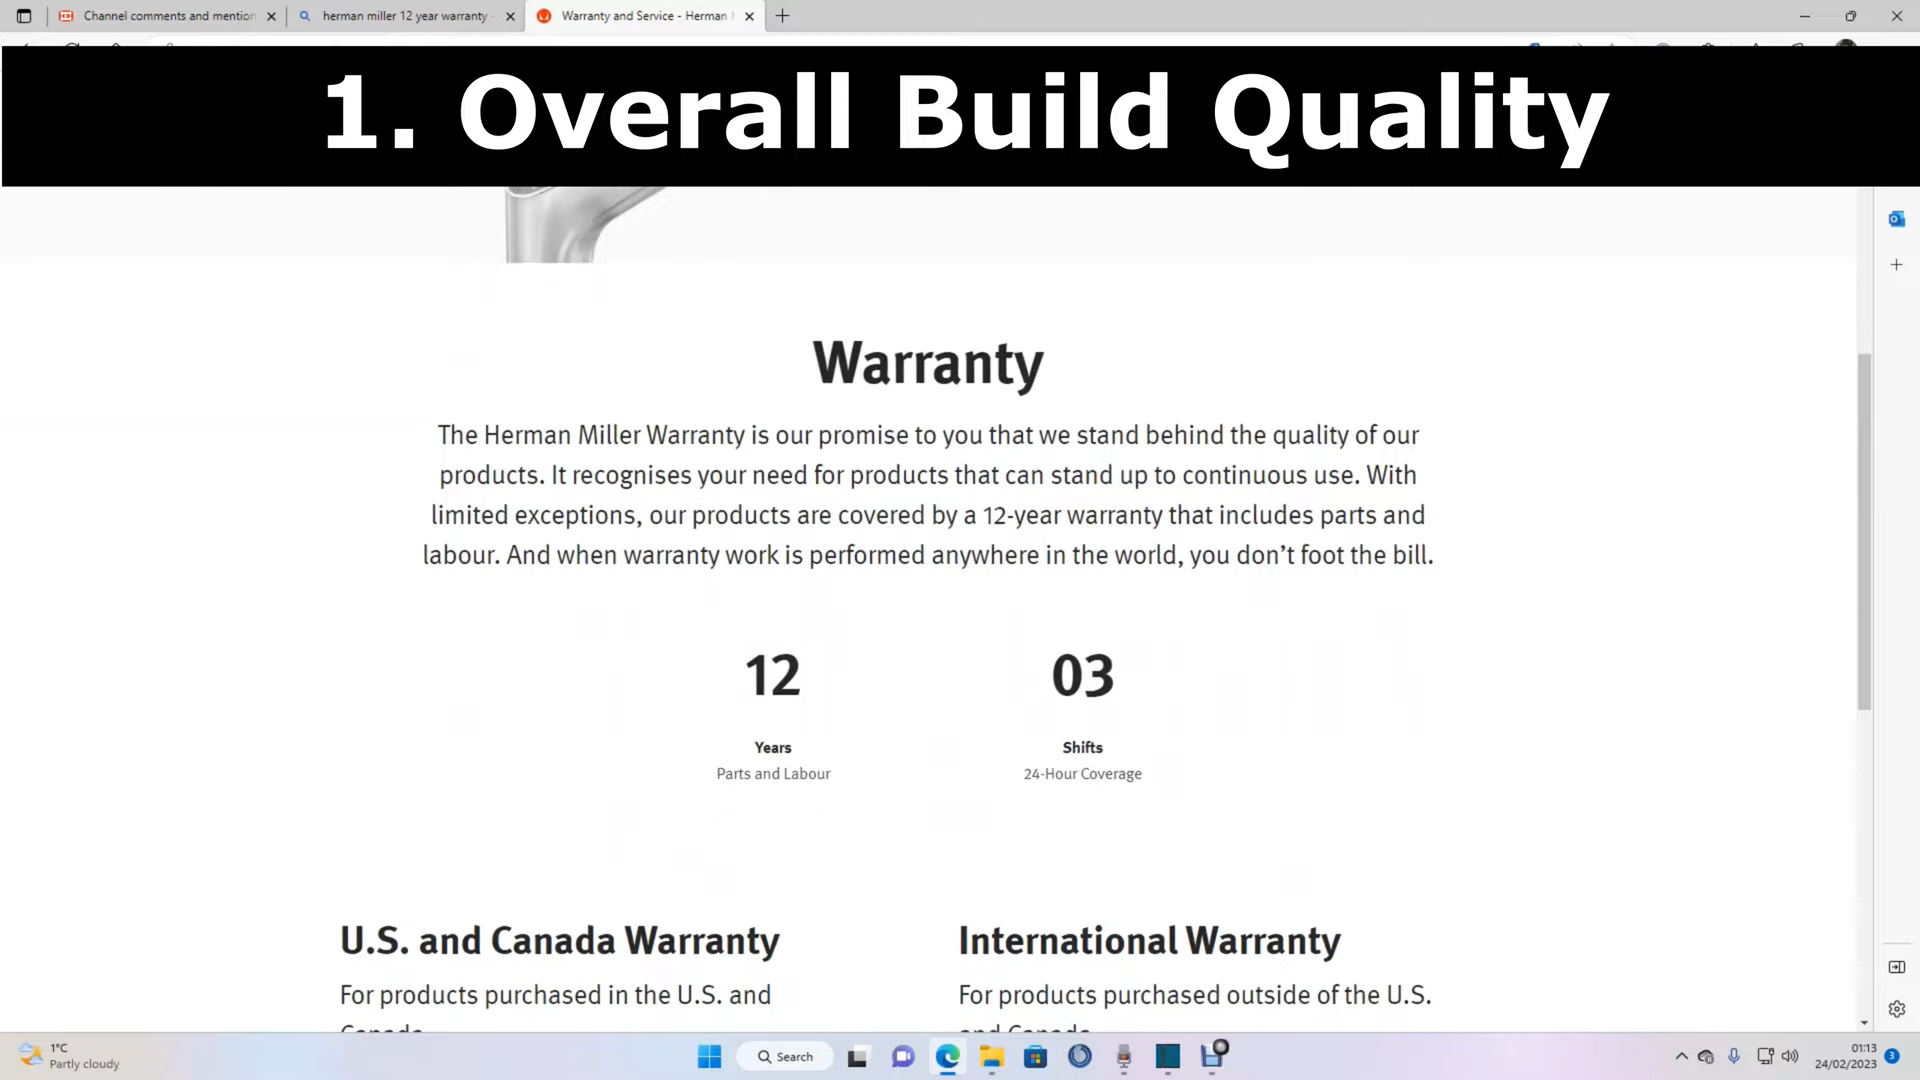 Channel comments and mention
herman miller 12 year warranty -
Warranty and Service - Herman
1. Overall Build Quality
Warranty
The Herman Miller Warranty is our promise to you that we stand behind the quality of our
products. It recognises your need for products that can stand up to continuous use. With
limited exceptions, our products are covered by a 12-year warranty that includes parts and
labour. And when warranty work is performed anywhere in the world, you don’t foot the bill.
12
Years
Parts and Labour
03
Shifts
24-Hour Coverage
U.S. and Canada Warranty
For products purchased in the U.S. and
Canada
International Warranty
For products purchased outside of the U.S.
and Canada
1°C
Partly cloudy
Search
01:13
24/02/2023
3